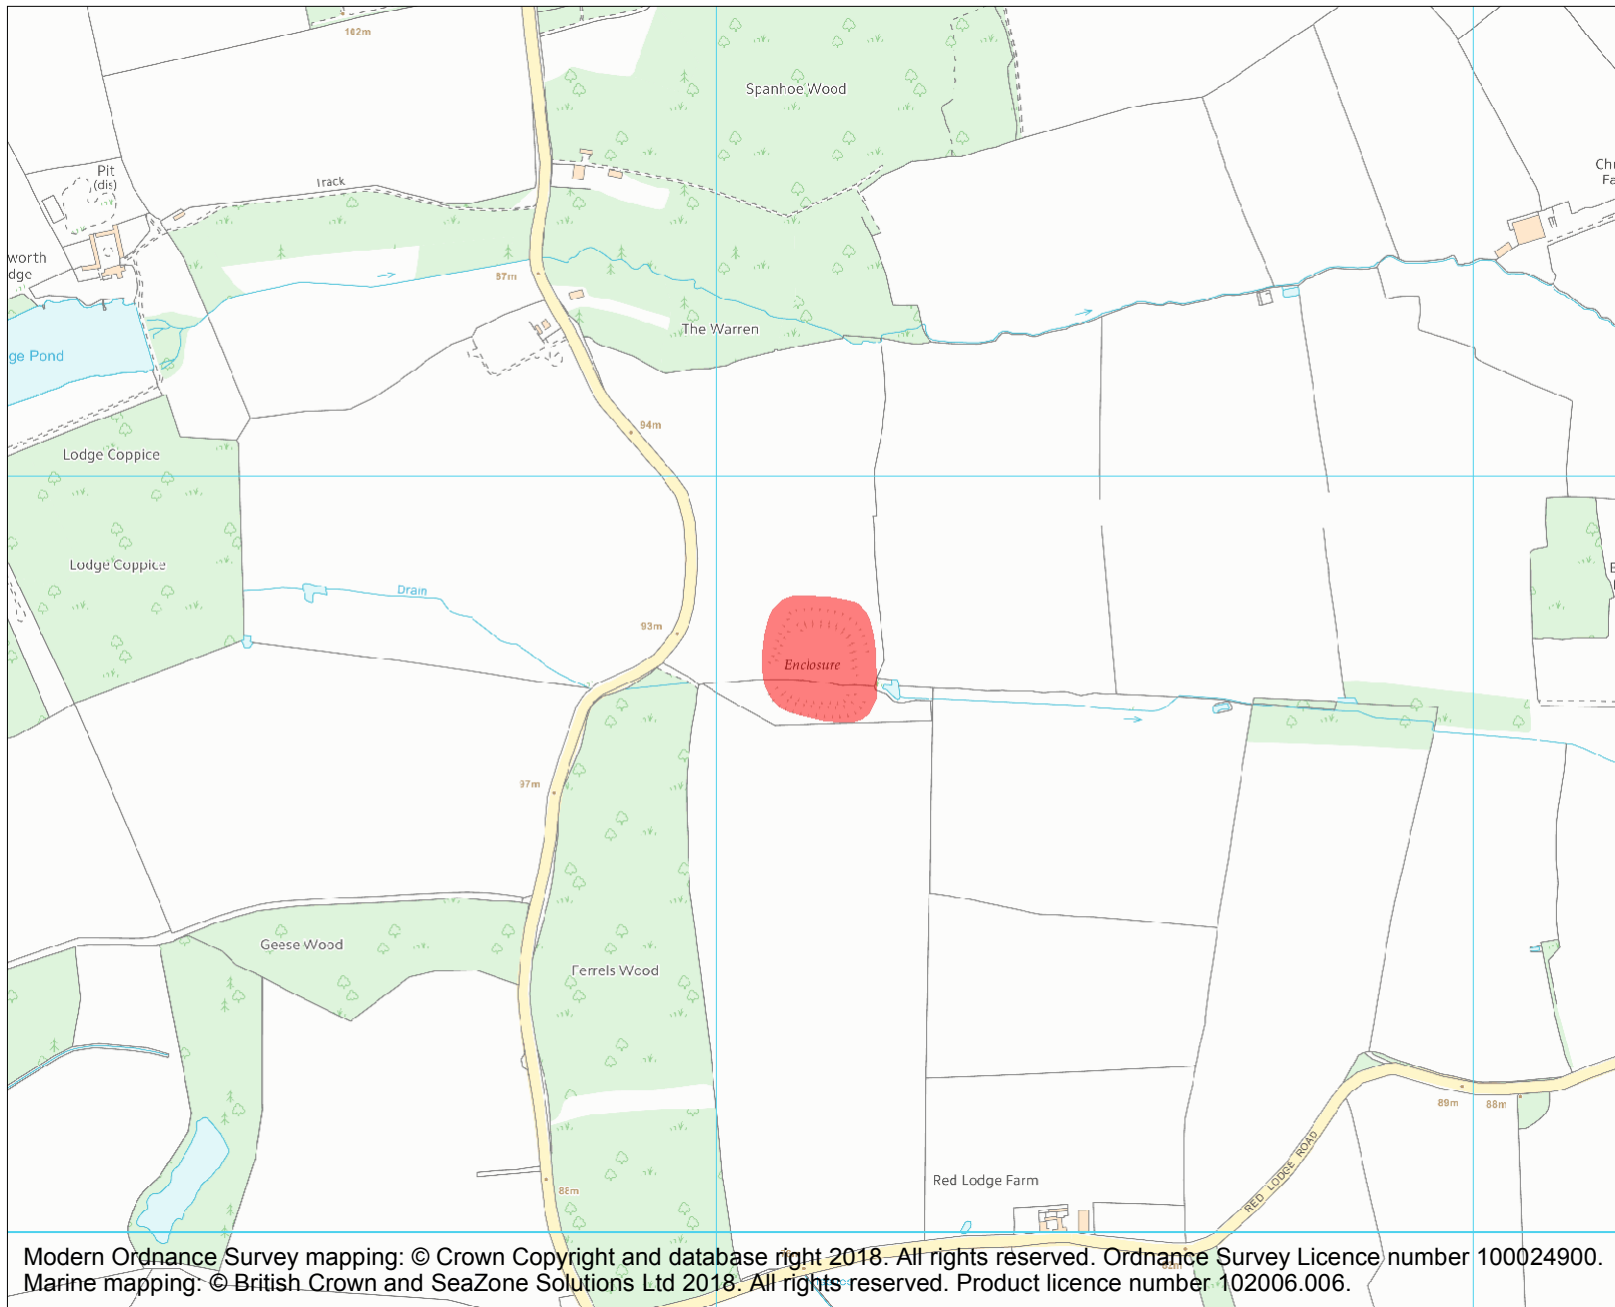 102m
Spanhoe Wood
Pit
(dis)
Track
worth
dge
97m
The Warren
ge Pond
94m
Lodge Coppice
Lodge Coppice
Drain
93m
Enclosure
97m
Geese Wood
Ferrels Wood
89m
88m
RED LODGE ROAD
Red Lodge Farm
88m
Modern Ordnance Survey mapping: © Crown Copyright and database right 2018. All rights reserved. Ordnance Survey Licence number 100024900.
Marine mapping: © British Crown and SeaZone Solutions Ltd 2018. All rights reserved. Product licence number 102006.006.